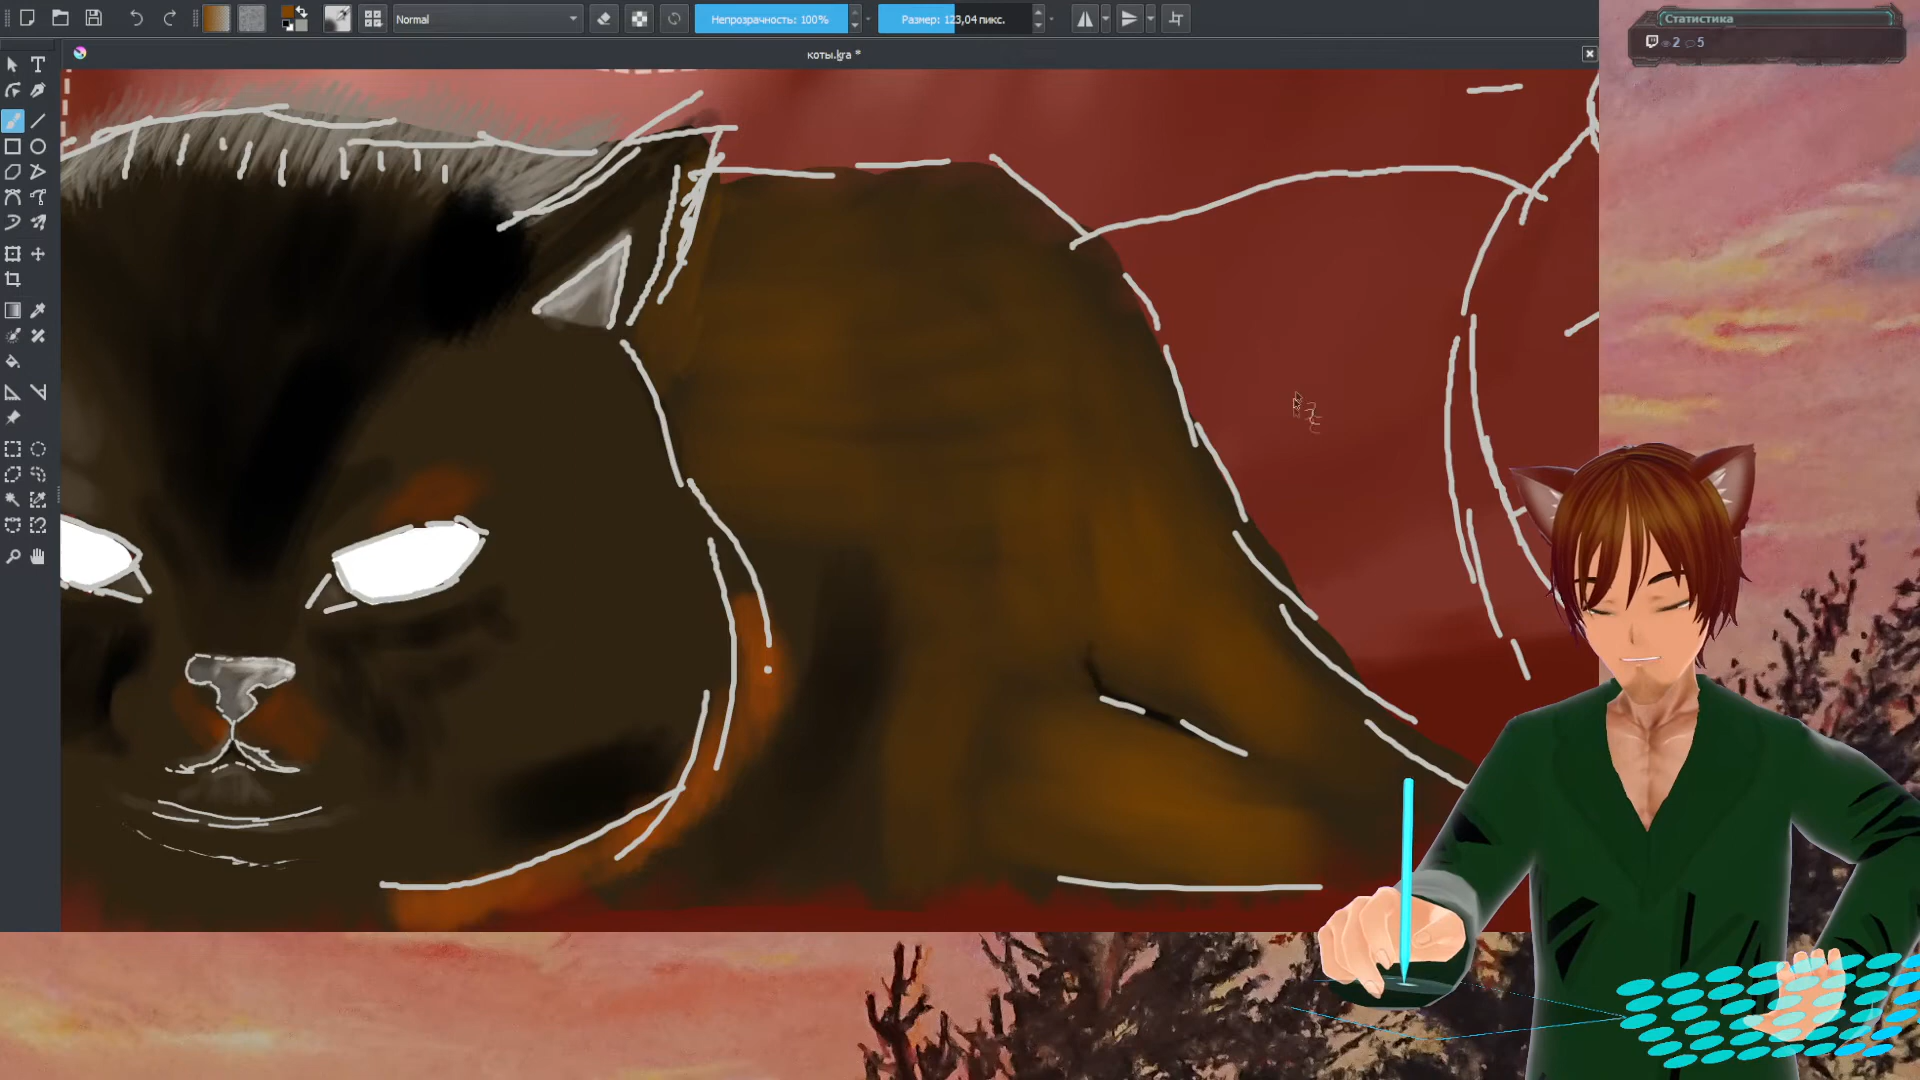 Normal
Непрозрачность: 100%
Размер: 123,04 пикс.
коты.kra *
Статистика
2 5